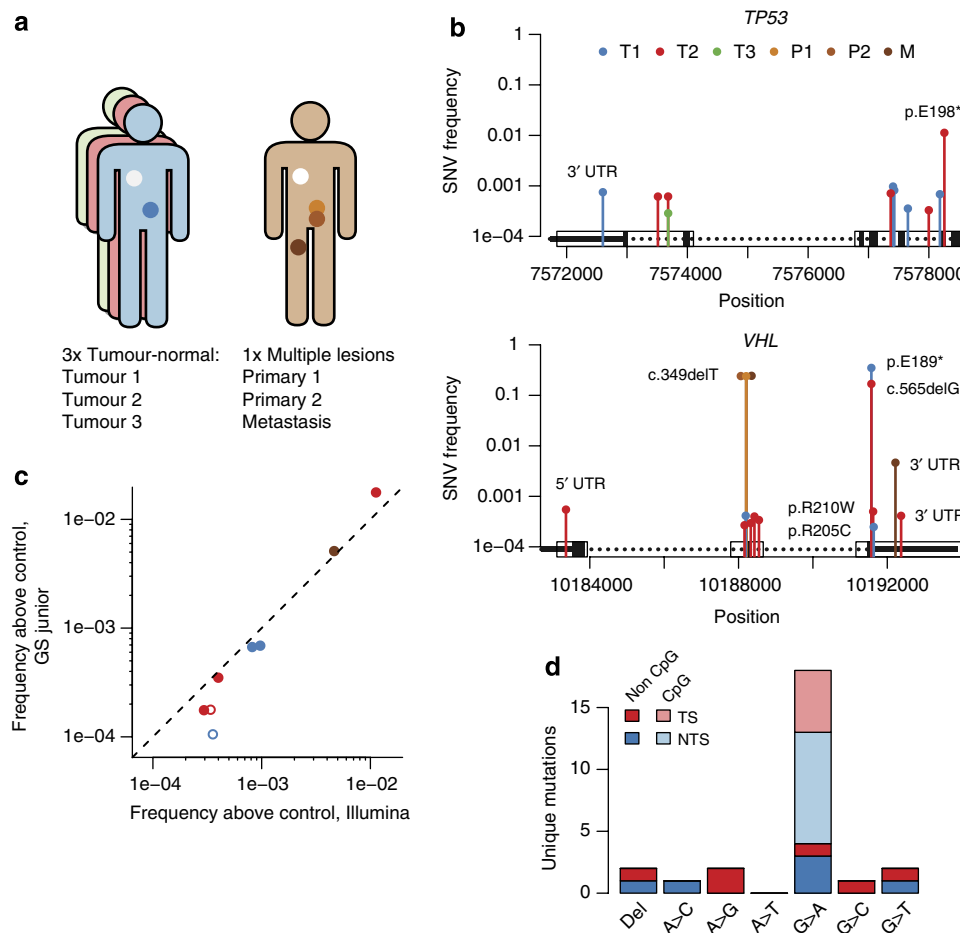 a
3x Tumour-normal:
Tumour 1
Tumour 2
Tumour 3
1x Multiple lesions
Primary 1
Primary 2
Metastasis
b
TP53
T1 T2 T3 P1 P2 M
SNV frequency
1
0.1
0.01
0.001
1e−04
3′ UTR
p.E198*
7572000 7574000 7576000 7578000
Position
VHL
SNV frequency
1
0.1
0.01
0.001
1e−04
5′ UTR
c.349delT
p.E189*
c.565delG
3′ UTR
p.R210W
p.R205C
3′ UTR
10184000 10188000 10192000
Position
c
Frequency above control,
GS junior
1e−02
1e−03
1e−04
1e−04 1e−03 1e−02
Frequency above control, Illumina
d
Non CpG
CpG
TS
NTS
Unique mutations
15
10
5
0
Del A>C A>G A>T G>A G>C G>T